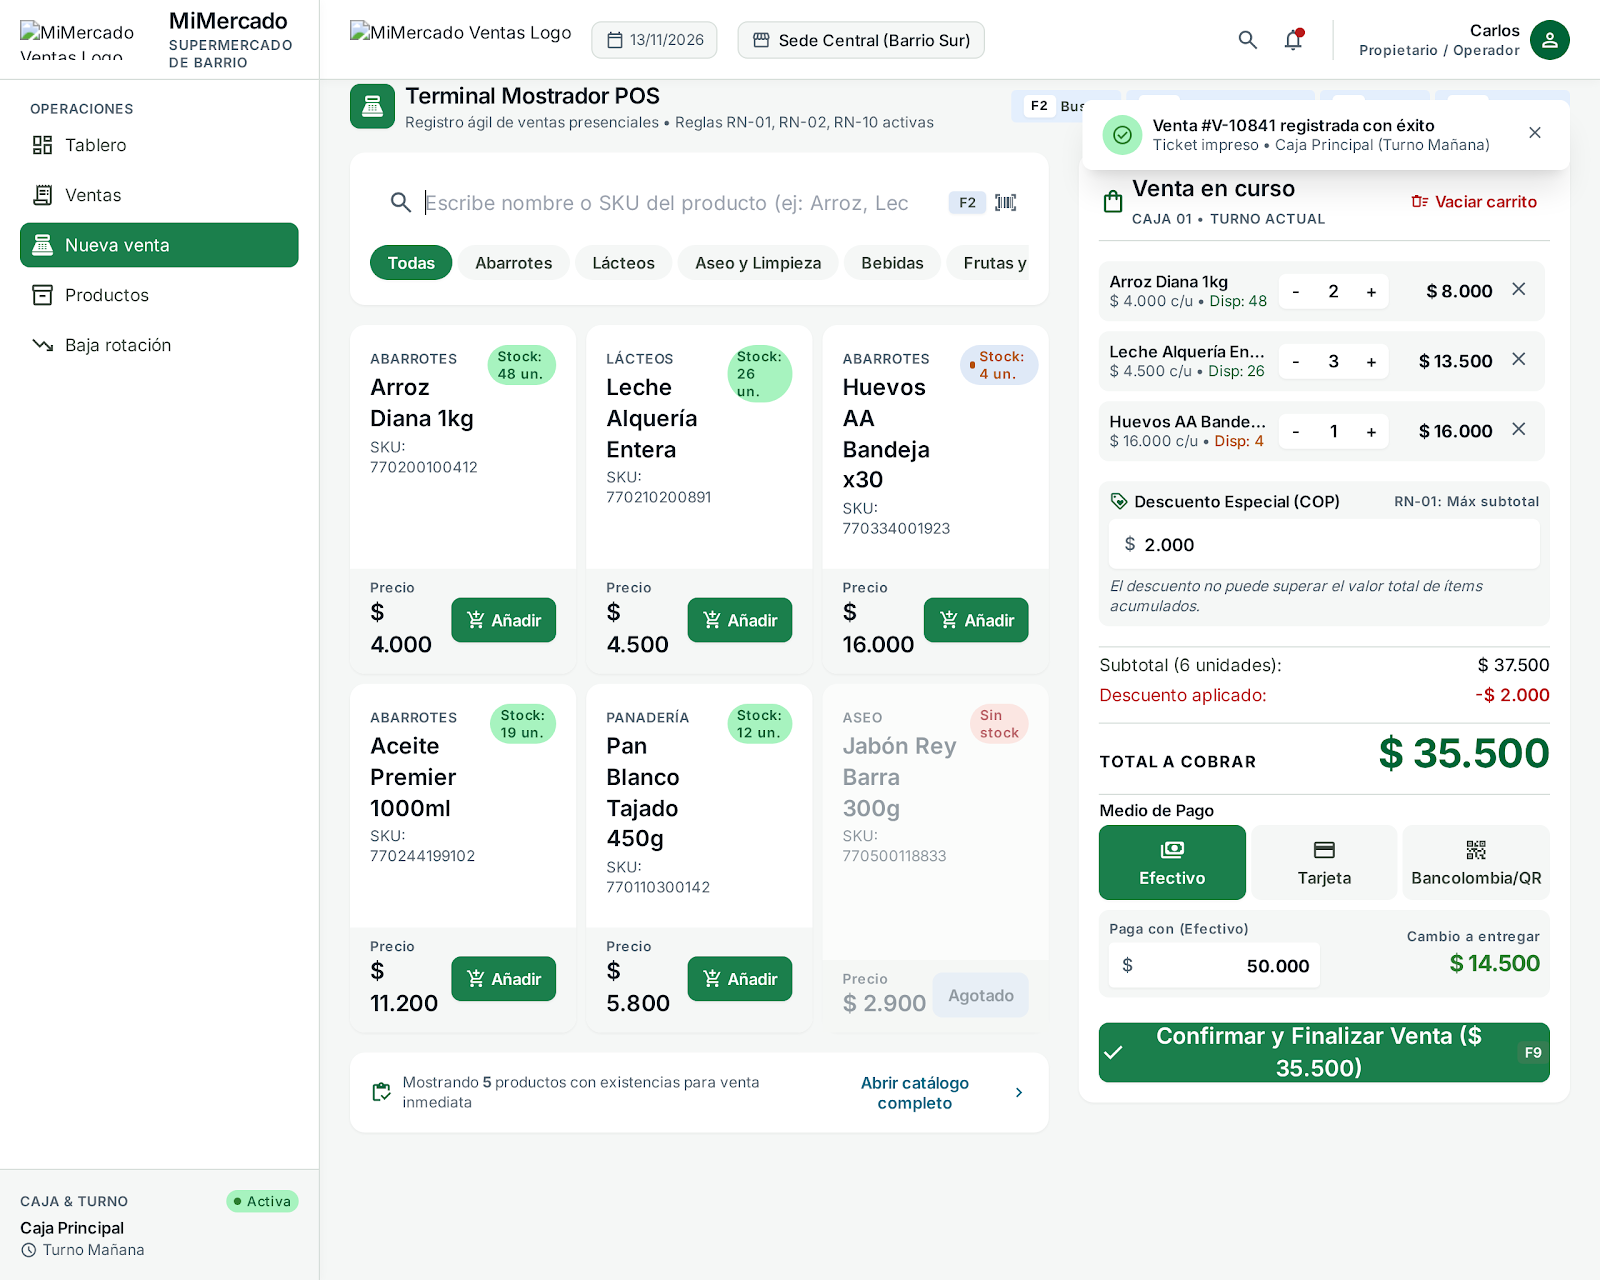 MiMercado Ventas Logo
MiMercado
SUPERMERCADO
DE BARRIO
OPERACIONES
Tablero
Ventas
Nueva venta
Productos
Baja rotación
CAJA & TURNO
Activa
Caja Principal
Turno Mañana
MiMercado Ventas Logo
13/11/2026
Sede Central (Barrio Sur)
Carlos
Propietario / Operador
Terminal Mostrador POS
Registro ágil de ventas presenciales • Reglas RN-01, RN-02, RN-10 activas
F2
Venta #V-10841 registrada con éxito
Ticket impreso • Caja Principal (Turno Mañana)
Escribe nombre o SKU del producto (ej: Arroz, Lec
F2
Todas
Abarrotes
Lácteos
Aseo y Limpieza
Bebidas
Frutas y
ABARROTES
Stock:
48 un.
Arroz
Diana 1kg
SKU:
770200100412
Precio
$
4.000
Añadir
LÁCTEOS
Stock:
26
un.
Leche
Alquería
Entera
SKU:
770210200891
Precio
$
4.500
Añadir
ABARROTES
Stock:
4 un.
Huevos
AA
Bandeja
x30
SKU:
770334001923
Precio
$
16.000
Añadir
ABARROTES
Stock:
19 un.
Aceite
Premier
1000ml
SKU:
770244199102
Precio
$
11.200
Añadir
PANADERÍA
Stock:
12 un.
Pan
Blanco
Tajado
450g
SKU:
770110300142
Precio
$
5.800
Añadir
ASEO
Sin
stock
Jabón Rey
Barra
300g
SKU:
770500118833
Precio
$ 2.900
Agotado
Mostrando 5 productos con existencias para venta
inmediata
Abrir catálogo
completo
Venta en curso
CAJA 01 • TURNO ACTUAL
Vaciar carrito
Arroz Diana 1kg
$ 4.000 c/u • Disp: 48
- 2 +
$ 8.000
Leche Alquería En...
$ 4.500 c/u • Disp: 26
- 3 +
$ 13.500
Huevos AA Bande...
$ 16.000 c/u • Disp: 4
- 1 +
$ 16.000
Descuento Especial (COP)
RN-01: Máx subtotal
$ 2.000
El descuento no puede superar el valor total de ítems
acumulados.
Subtotal (6 unidades):
$ 37.500
Descuento aplicado:
-$ 2.000
TOTAL A COBRAR
$ 35.500
Medio de Pago
Efectivo
Tarjeta
Bancolombia/QR
Paga con (Efectivo)
$ 50.000
Cambio a entregar
$ 14.500
Confirmar y Finalizar Venta ($
35.500)
F9